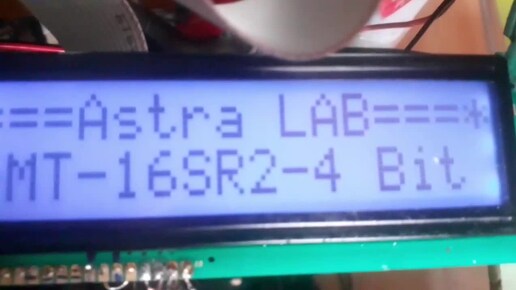 ===Astra LAB===*
MT-16SR2-4 Bit